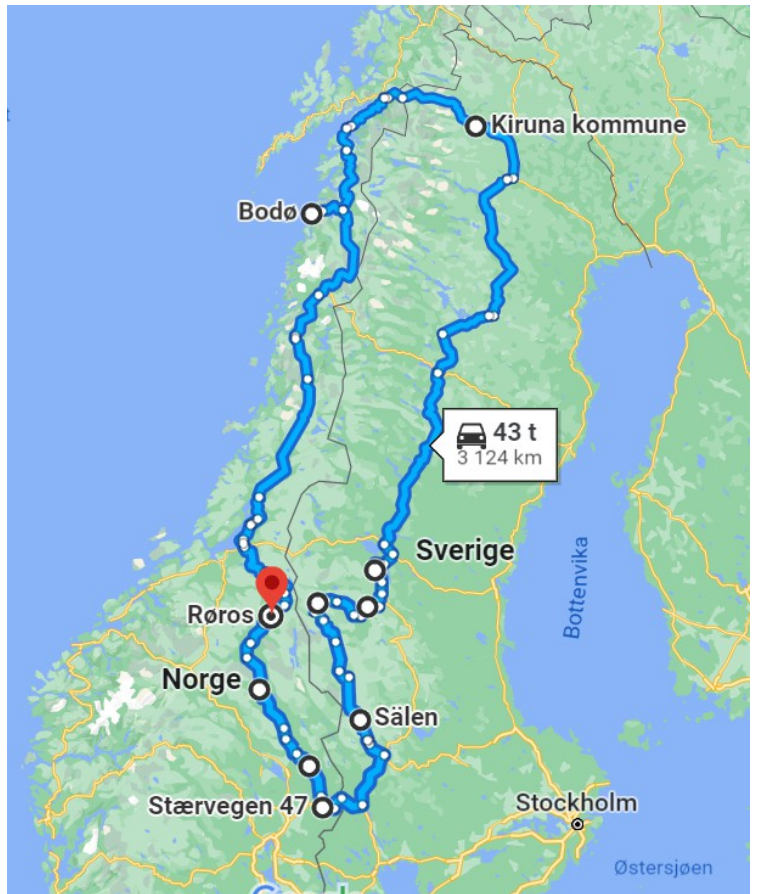 Kiruna kommune
Bodø
43 t
3 124 km
Sverige
Bottenvika
Røros
Norge
Sälen
Stærvegen 47
Stockholm
Østersjøen